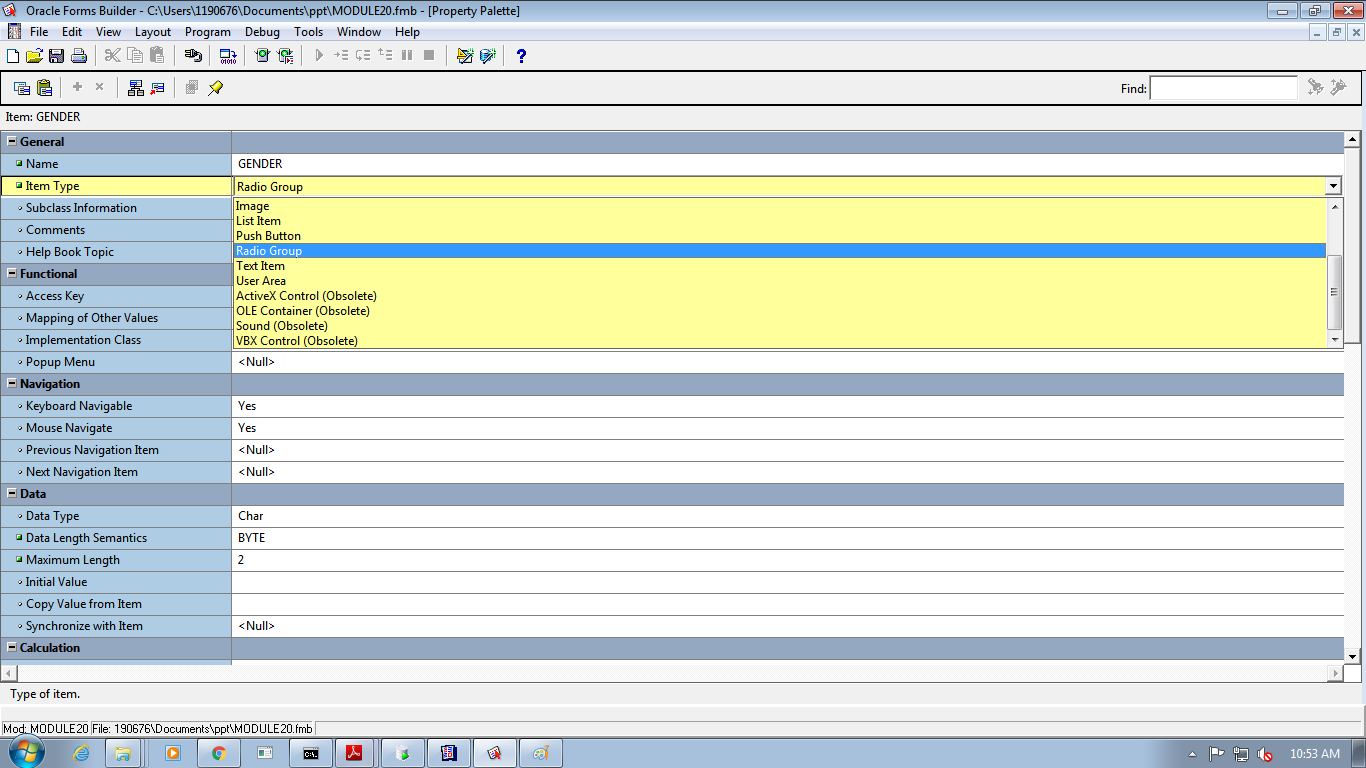 Oracle Forms Builder - C:\Users\1190676\Documents\ppt\MODULE20.fmb - [Property Palette]
File Edit View Layout Program Debug Tools Window Help
Find:
Item: GENDER
General
Name GENDER
Item Type Radio Group
Subclass Information
Comments
Help Book Topic
Image
List Item
Push Button
Radio Group
Text Item
User Area
ActiveX Control (Obsolete)
OLE Container (Obsolete)
Sound (Obsolete)
VBX Control (Obsolete)
Functional
Access Key
Mapping of Other Values
Implementation Class
Popup Menu <Null>
Navigation
Keyboard Navigable Yes
Mouse Navigate Yes
Previous Navigation Item <Null>
Next Navigation Item <Null>
Data
Data Type Char
Data Length Semantics BYTE
Maximum Length 2
Initial Value
Copy Value from Item
Synchronize with Item <Null>
Calculation
Type of item.
Mod: MODULE20 File: 190676\Documents\ppt\MODULE20.fmb
10:53 AM